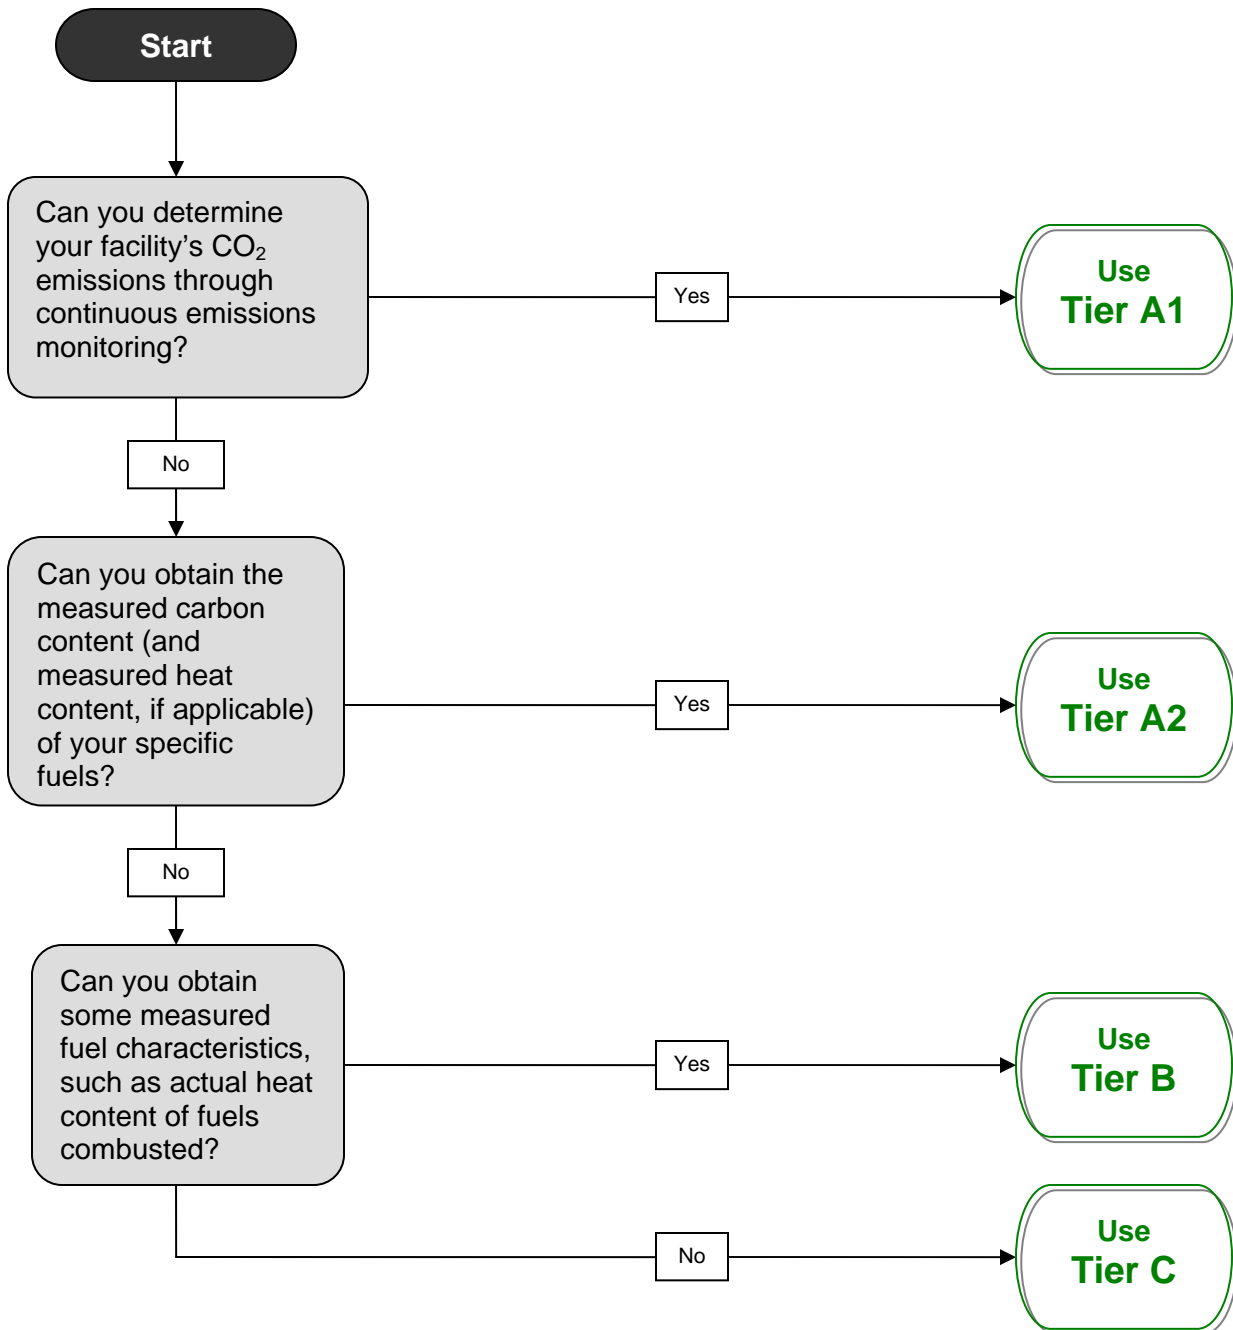 Start
Can you determine
your facility’s CO₂
emissions through
continuous emissions
monitoring?
Yes
Use
Tier A1
No
Can you obtain the
measured carbon
content (and
measured heat
content, if applicable)
of your specific
fuels?
Yes
Use
Tier A2
No
Can you obtain
some measured
fuel characteristics,
such as actual heat
content of fuels
combusted?
Yes
Use
Tier B
No
Use
Tier C